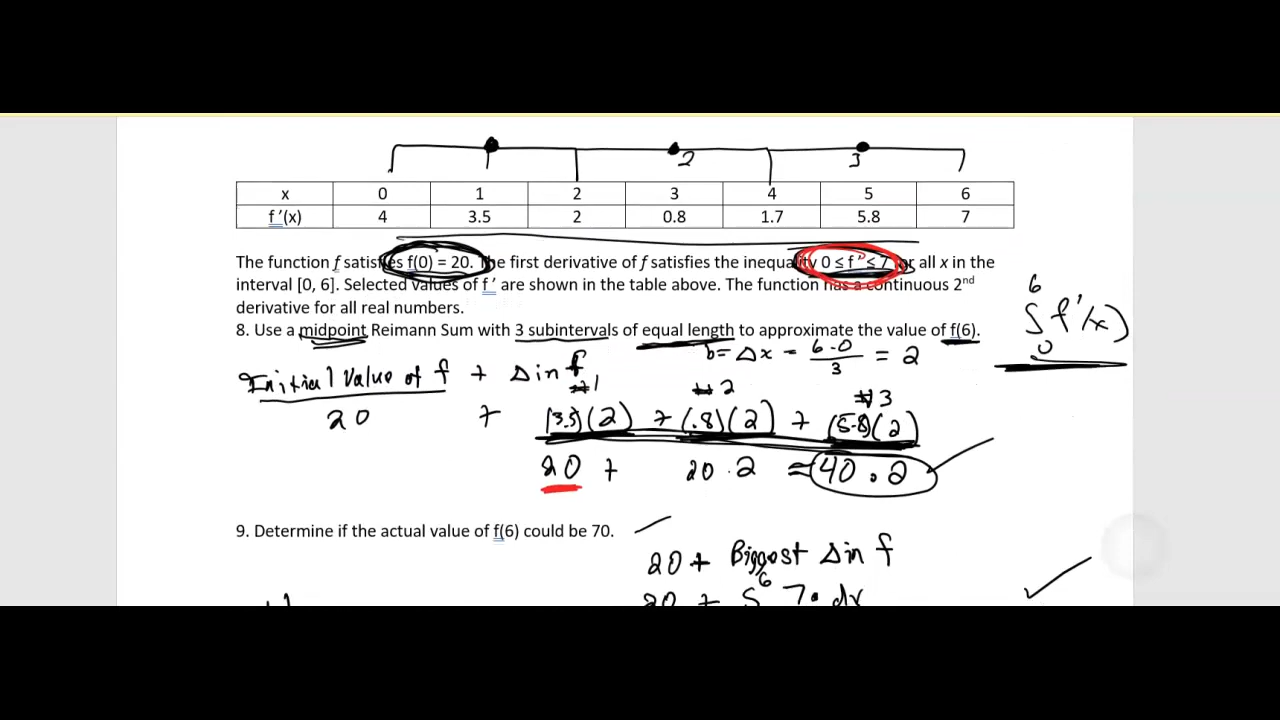 1 2 3
x 0 1 2 3 4 5 6
f '(x) 4 3.5 2 0.8 1.7 5.8 7
The function f satisfies f(0) = 20. The first derivative of f satisfies the inequality 0 ≤ f ' ≤ 7 for all x in the
interval [0, 6]. Selected values of f ' are shown in the table above. The function has a continuous 2nd
derivative for all real numbers.
8. Use a midpoint Reimann Sum with 3 subintervals of equal length to approximate the value of f(6).
∫₀⁶ f'(x)
b = Δx = 6-0/3 = 2
Initial value of f + Δ in f
#1 #2 #3
20 + (3.5)(2) + (.8)(2) + (5.8)(2)
20 + 20.2 ≈ 40.2
9. Determine if the actual value of f(6) could be 70.
20 + Biggest Δ in f
20 + ∫⁶ 7 · dx